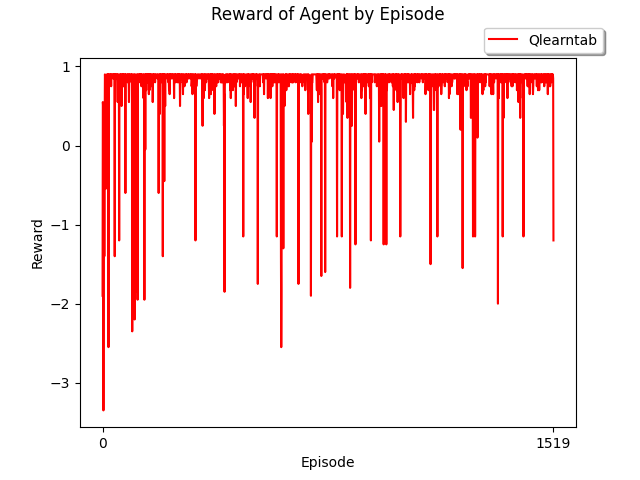 Reward of Agent by Episode
Qlearntab
1
0
−1
−2
−3
Reward
0
1519
Episode